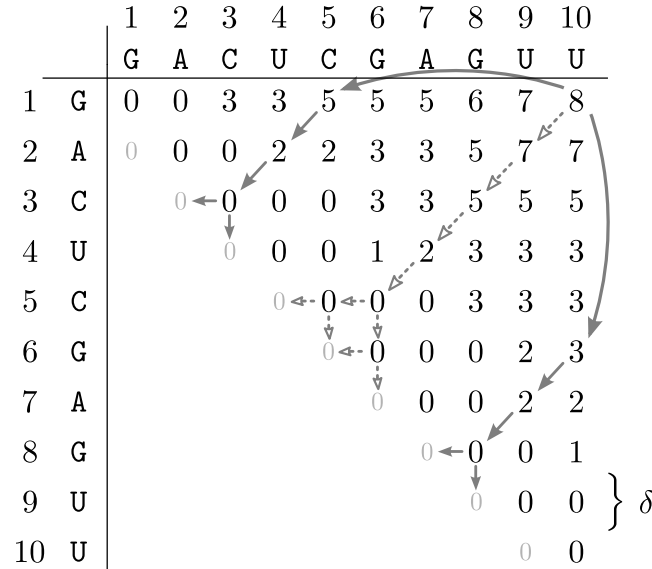 1 2 3 4 5 6 7 8 9 10
G A C U C G A G U U
1 G 0 0 3 3 5 5 5 6 7 8
2 A 0 0 0 2 2 3 3 5 7 7
3 C 0 0 0 0 3 3 5 5 5
4 U 0 0 0 1 2 3 3 3
5 C 0 0 0 0 3 3 3
6 G 0 0 0 0 2 3
7 A 0 0 0 2 2
8 G 0 0 0 1
9 U 0 0 0 } δ
10 U 0 0